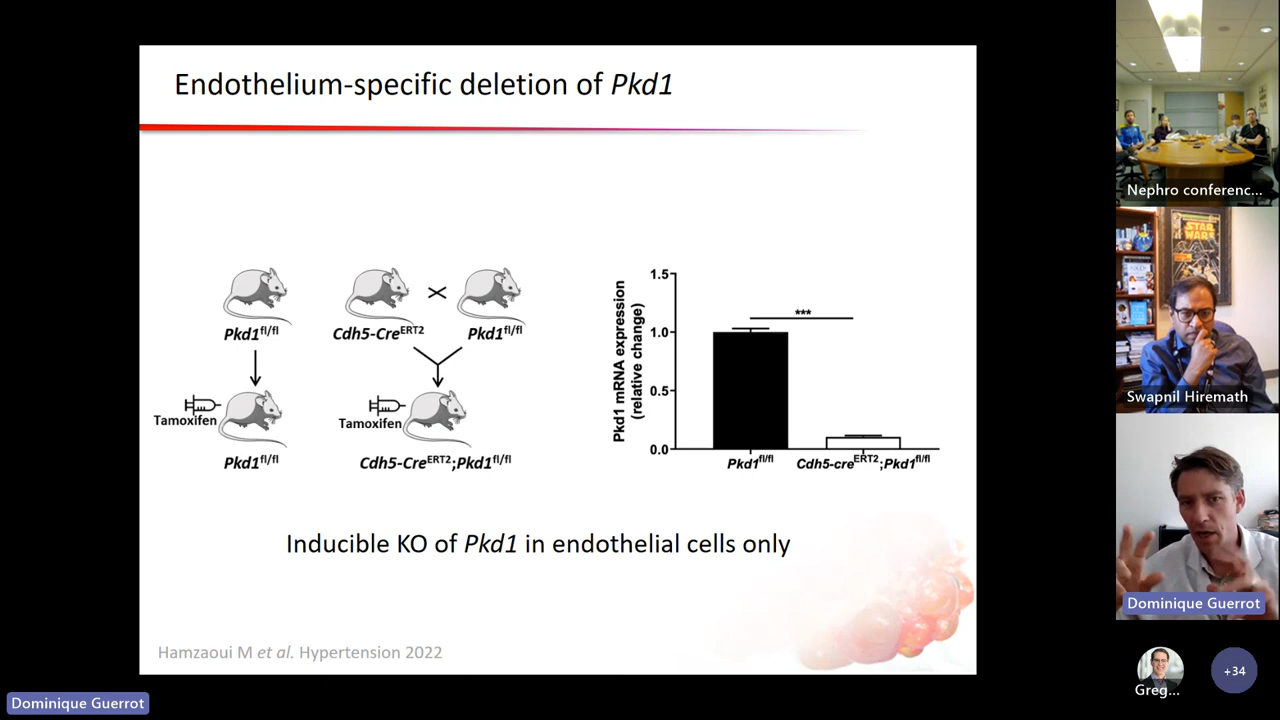 Endothelium-specific deletion of Pkd1
Pkd1fl/fl
Cdh5-CreERT2
×
Pkd1fl/fl
Tamoxifen
Tamoxifen
Pkd1fl/fl
Cdh5-CreERT2;Pkd1fl/fl
Pkd1 mRNA expression
(relative change)
1.5
1.0
0.5
0.0
***
Pkd1fl/fl
Cdh5-creERT2;Pkd1fl/fl
Inducible KO of Pkd1 in endothelial cells only
Hamzaoui M et al. Hypertension 2022
Dominique Guerrot
Nephro conferenc...
STAR
WARS
Swapnil Hiremath
Dominique Guerrot
Greg...
+34